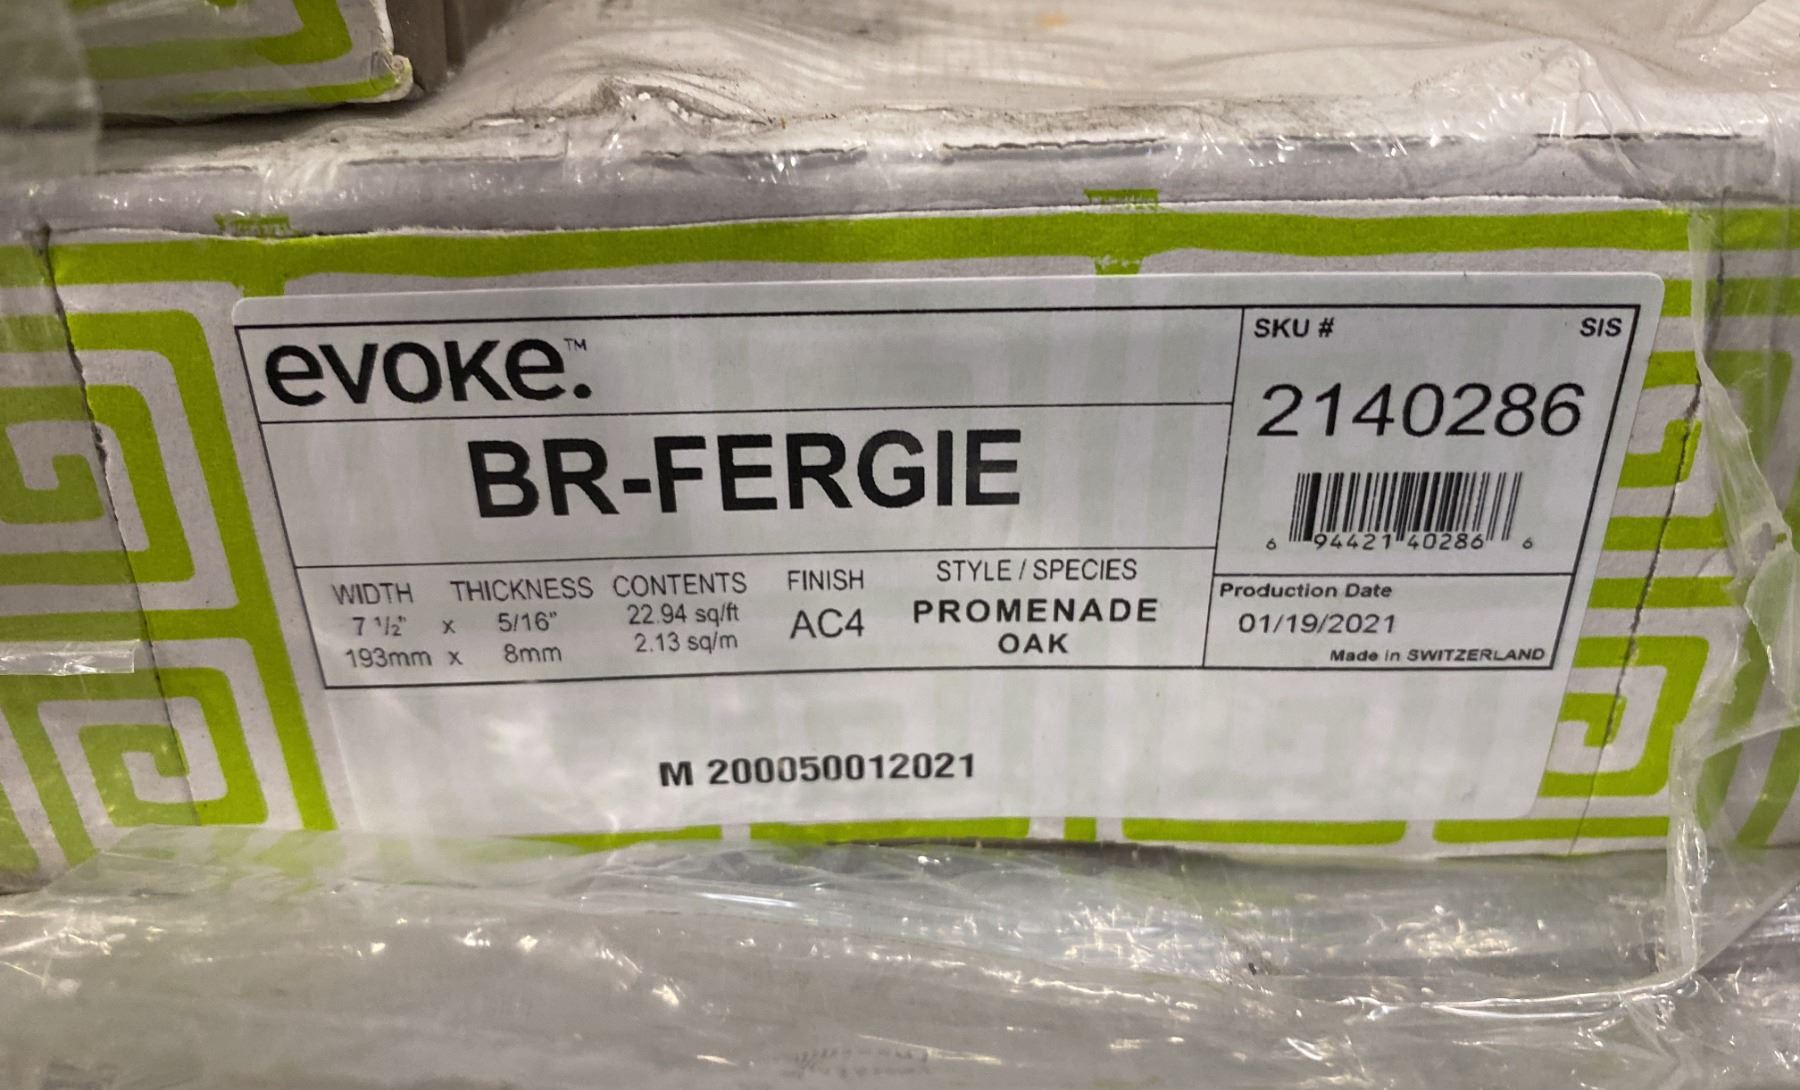 evoke.™
BR-FERGIE
WIDTH THICKNESS CONTENTS FINISH STYLE / SPECIES
7 1/2" x 5/16" 22.94 sq/ft AC4 PROMENADE
193mm x 8mm 2.13 sq/m OAK
SKU # SIS
2140286
6 94421 40286 6
Production Date
01/19/2021
Made in SWITZERLAND
M 200050012021